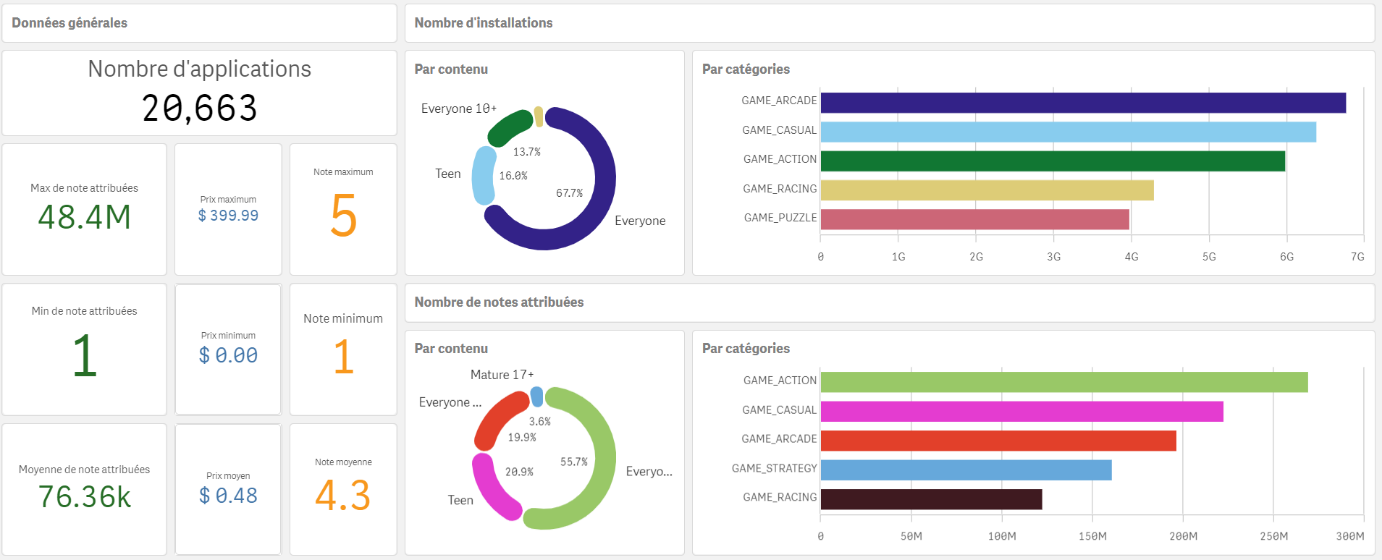 Données générales
Nombre d'applications
20,663
Max de note attribuées
48.4M
Prix maximum
$ 399.99
Note maximum
5
Min de note attribuées
1
Prix minimum
$ 0.00
Note minimum
1
Moyenne de note attribuées
76.36k
Prix moyen
$ 0.48
Note moyenne
4.3
Nombre d'installations
Par contenu
Everyone 10+
13.7%
Teen
16.0%
67.7%
Everyone
Par catégories
GAME_ARCADE
GAME_CASUAL
GAME_ACTION
GAME_RACING
GAME_PUZZLE
0 1G 2G 3G 4G 5G 6G 7G
Nombre de notes attribuées
Par contenu
Mature 17+
Everyone ...
3.6%
19.9%
55.7%
Everyo...
20.9%
Teen
Par catégories
GAME_ACTION
GAME_CASUAL
GAME_ARCADE
GAME_STRATEGY
GAME_RACING
0 50M 100M 150M 200M 250M 300M